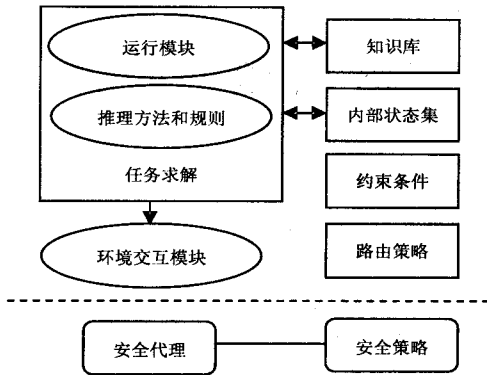 运行模块
知识库
推理方法和规则
内部状态集
任务求解
约束条件
环境交互模块
路由策略
安全代理
安全策略